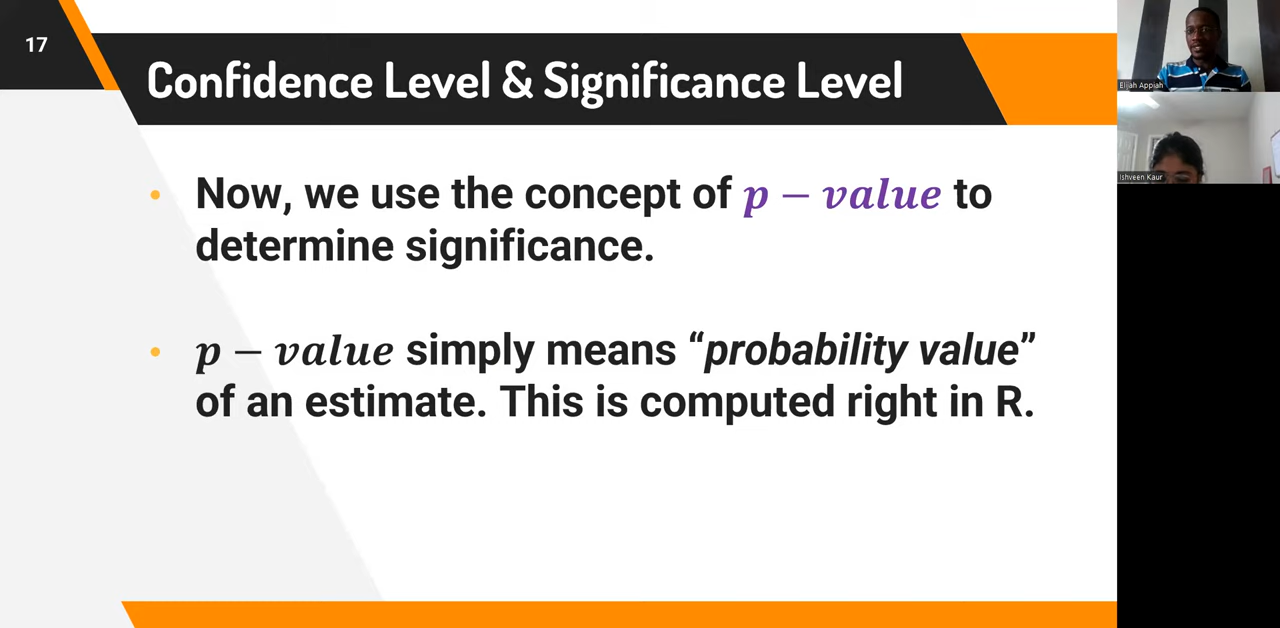 17
Confidence Level & Significance Level
• Now, we use the concept of p − value to
determine significance.
• p − value simply means “probability value”
of an estimate. This is computed right in R.
Elijah Appiah
Ishveen Kaur